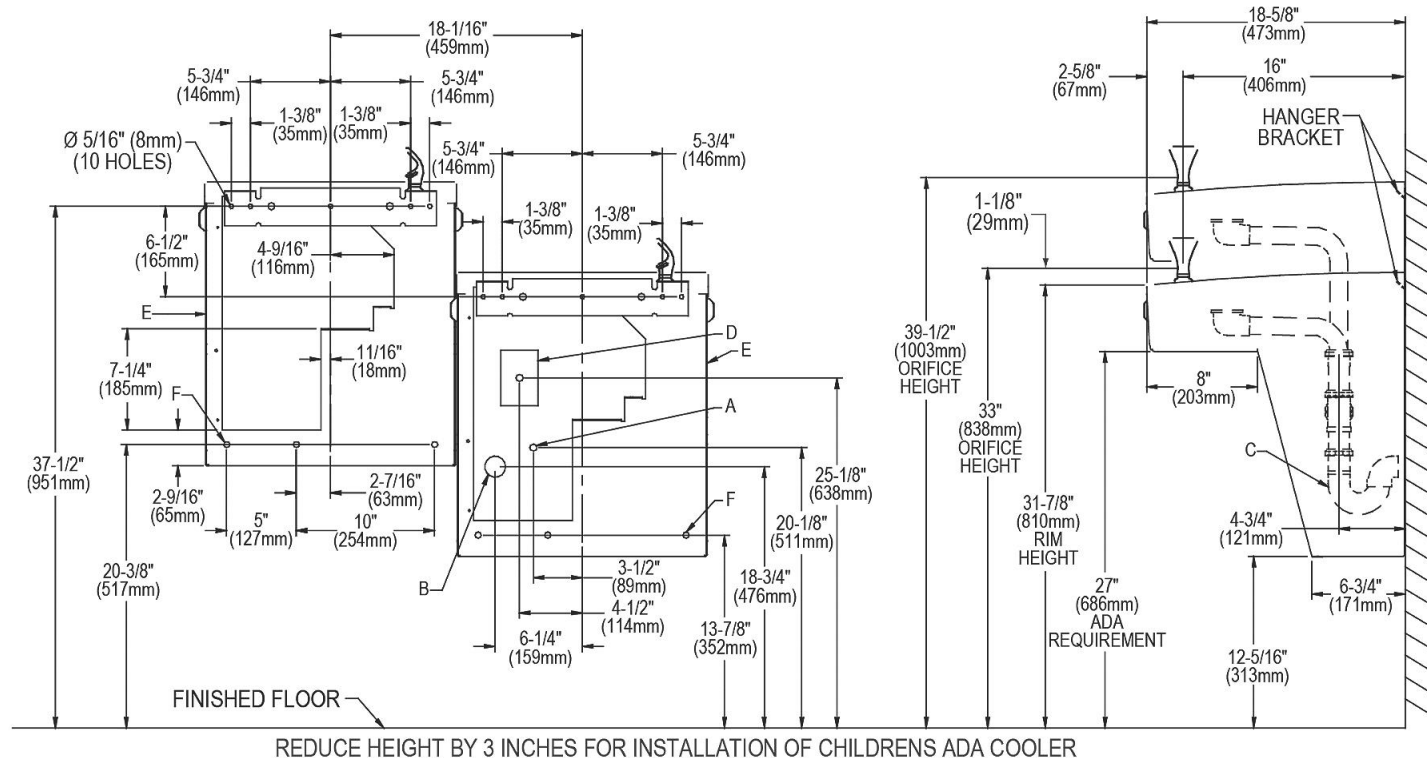 18-1/16"
(459mm)
5-3/4"
(146mm)
5-3/4"
(146mm)
1-3/8"
(35mm)
1-3/8"
(35mm)
Ø 5/16" (8mm)
(10 HOLES)
5-3/4"
(146mm)
5-3/4"
(146mm)
1-3/8"
(35mm)
1-3/8"
(35mm)
6-1/2"
(165mm)
4-9/16"
(116mm)
E
D
E
11/16"
(18mm)
7-1/4"
(185mm)
F
A
37-1/2"
(951mm)
2-9/16"
(65mm)
2-7/16"
(63mm)
5"
(127mm)
10"
(254mm)
25-1/8"
(638mm)
20-1/8"
(511mm)
F
20-3/8"
(517mm)
B
3-1/2"
(89mm)
18-3/4"
(476mm)
4-1/2"
(114mm)
13-7/8"
(352mm)
6-1/4"
(159mm)
FINISHED FLOOR
18-5/8"
(473mm)
2-5/8"
(67mm)
16"
(406mm)
HANGER
BRACKET
1-1/8"
(29mm)
39-1/2"
(1003mm)
ORIFICE
HEIGHT
8"
(203mm)
33"
(838mm)
ORIFICE
HEIGHT
C
31-7/8"
(810mm)
RIM
HEIGHT
4-3/4"
(121mm)
27"
(686mm)
ADA
REQUIREMENT
6-3/4"
(171mm)
12-5/16"
(313mm)
REDUCE HEIGHT BY 3 INCHES FOR INSTALLATION OF CHILDRENS ADA COOLER